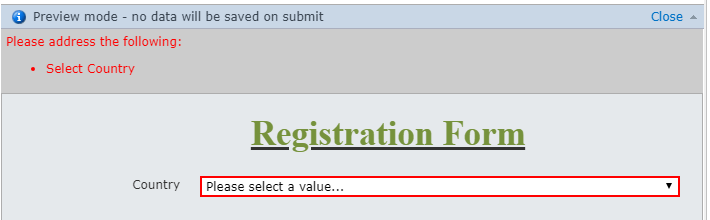 Preview mode - no data will be saved on submit Close
Please address the following:
• Select Country
Registration Form
Country Please select a value...